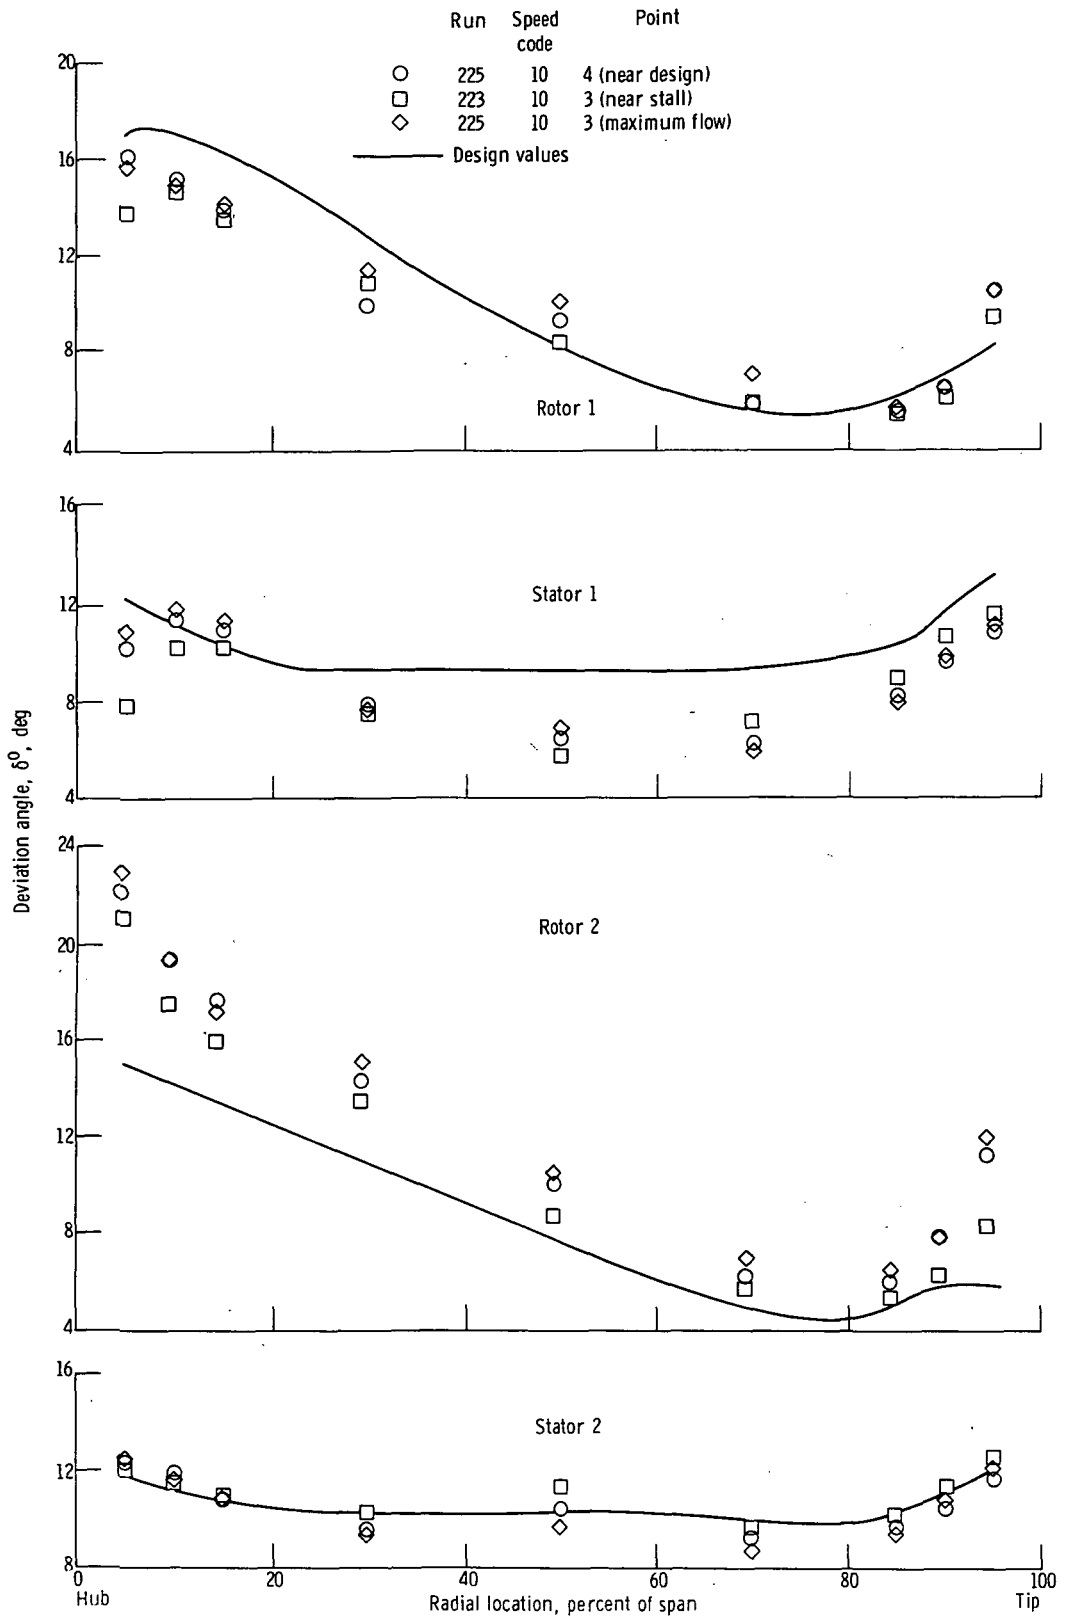 Run Speed code Point
225 10 4 (near design)
223 10 3 (near stall)
225 10 3 (maximum flow)
Design values
20
16
12
8
4
Rotor 1
16
12
8
4
Stator 1
Deviation angle, δ⁰, deg
24
20
16
12
8
4
Rotor 2
16
12
8
Stator 2
0 20 40 60 80 100
Hub Radial location, percent of span Tip